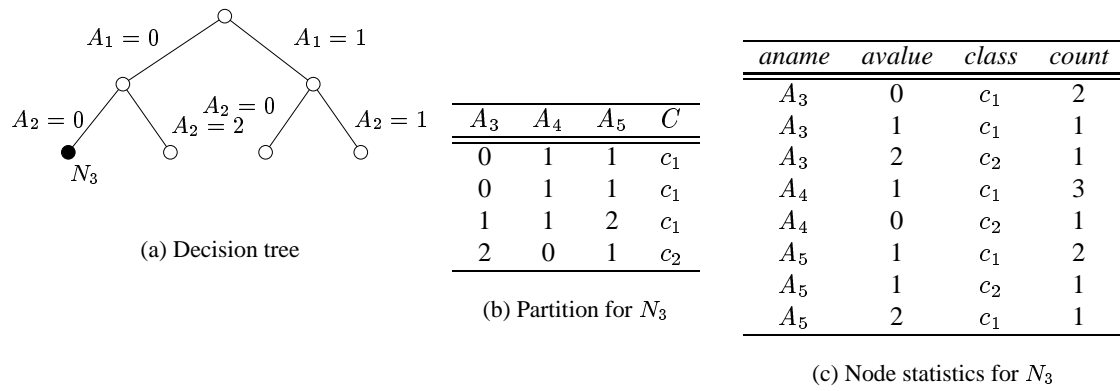 A₁ = 0
A₁ = 1
A₂ = 0
A₂ = 2
A₂ = 0
A₂ = 1
N₃
(a) Decision tree
A₃ A₄ A₅ C
0 1 1 c₁
0 1 1 c₁
1 1 2 c₁
2 0 1 c₂
(b) Partition for N₃
aname avalue class count
A₃ 0 c₁ 2
A₃ 1 c₁ 1
A₃ 2 c₂ 1
A₄ 1 c₁ 3
A₄ 0 c₂ 1
A₅ 1 c₁ 2
A₅ 1 c₂ 1
A₅ 2 c₁ 1
(c) Node statistics for N₃